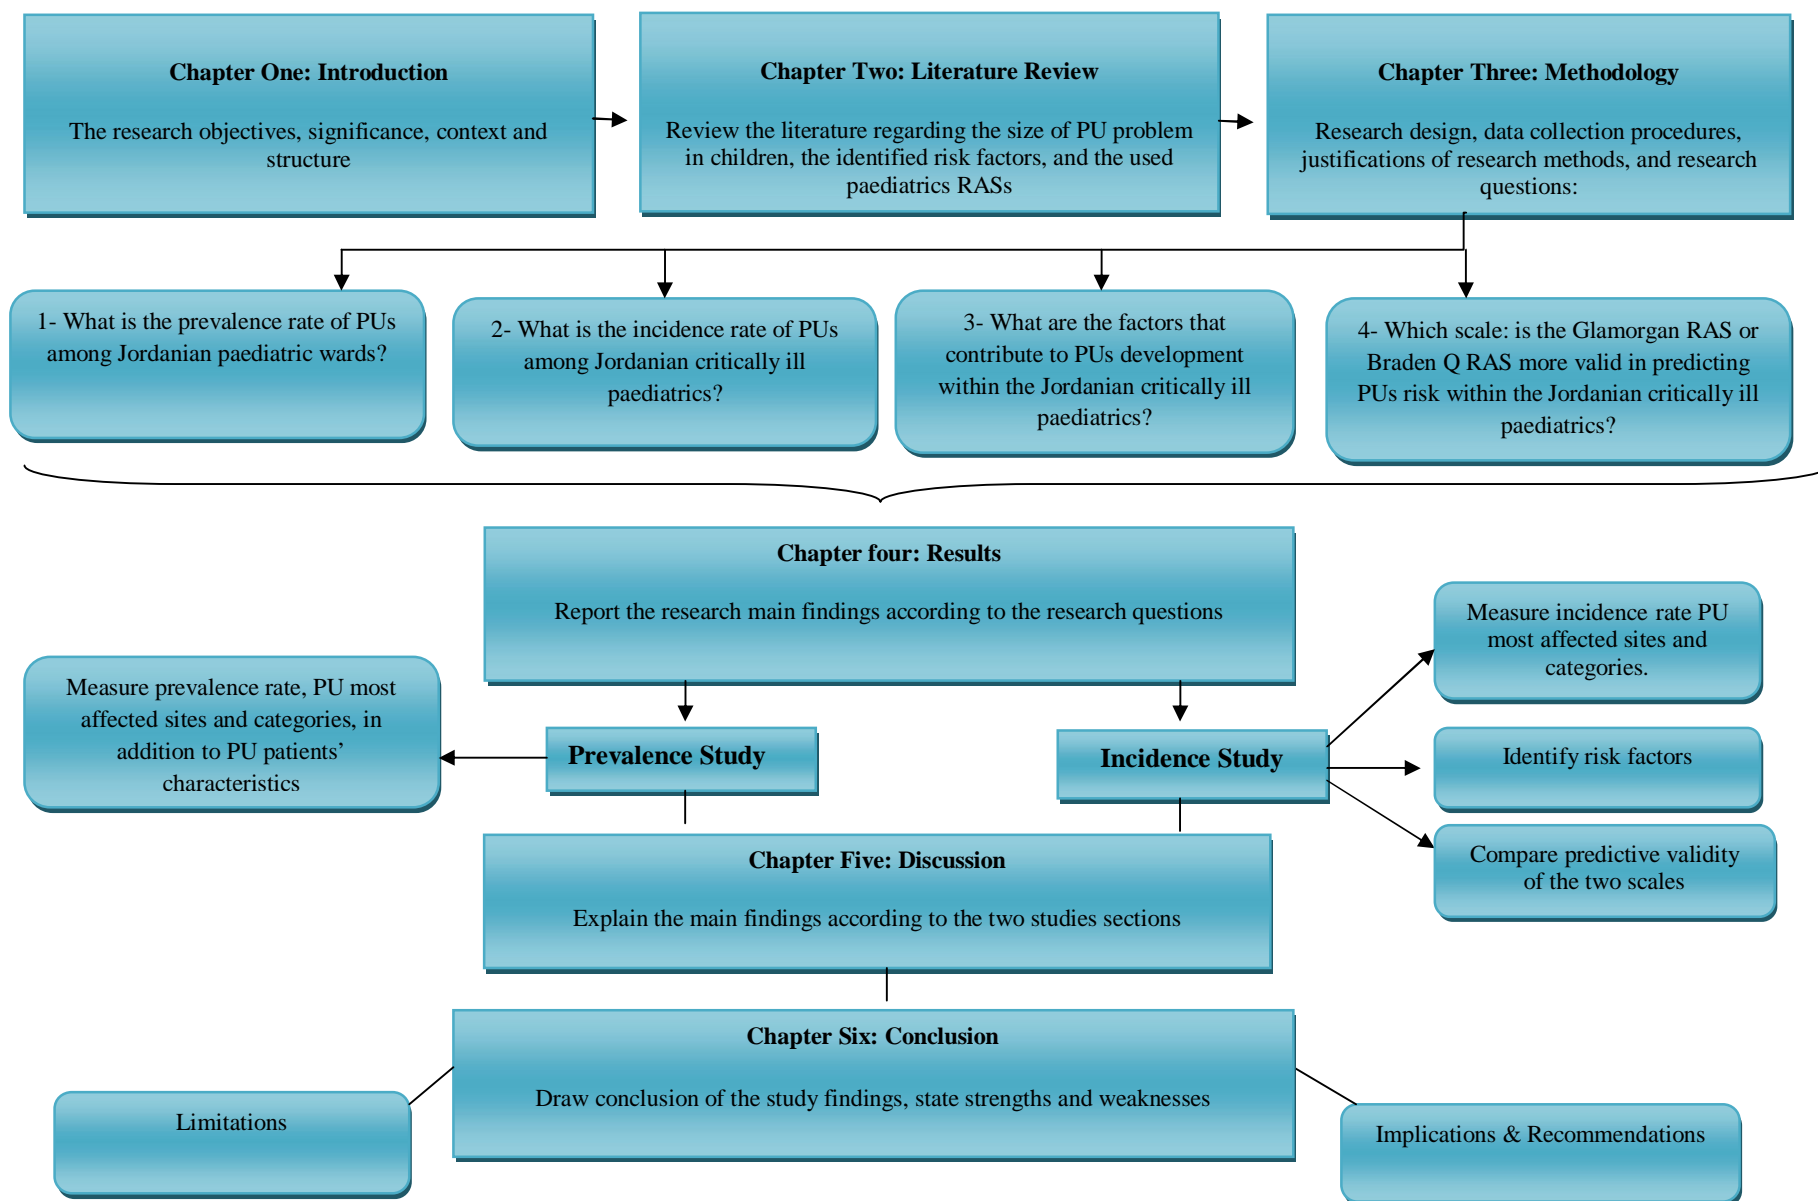 Chapter One: Introduction
The research objectives, significance, context and
structure
Chapter Two: Literature Review
Review the literature regarding the size of PU problem
in children, the identified risk factors, and the used
paediatrics RASs
Chapter Three: Methodology
Research design, data collection procedures,
justifications of research methods, and research
questions:
1- What is the prevalence rate of PUs
among Jordanian paediatric wards?
2- What is the incidence rate of PUs
among Jordanian critically ill
paediatrics?
3- What are the factors that
contribute to PUs development
within the Jordanian critically ill
paediatrics?
4- Which scale: is the Glamorgan RAS or
Braden Q RAS more valid in predicting
PUs risk within the Jordanian critically ill
paediatrics?
Chapter four: Results
Report the research main findings according to the research questions
Measure prevalence rate, PU most
affected sites and categories, in
addition to PU patients’
characteristics
Prevalence Study
Incidence Study
Measure incidence rate PU
most affected sites and
categories.
Identify risk factors
Compare predictive validity
of the two scales
Chapter Five: Discussion
Explain the main findings according to the two studies sections
Chapter Six: Conclusion
Draw conclusion of the study findings, state strengths and weaknesses
Limitations
Implications & Recommendations